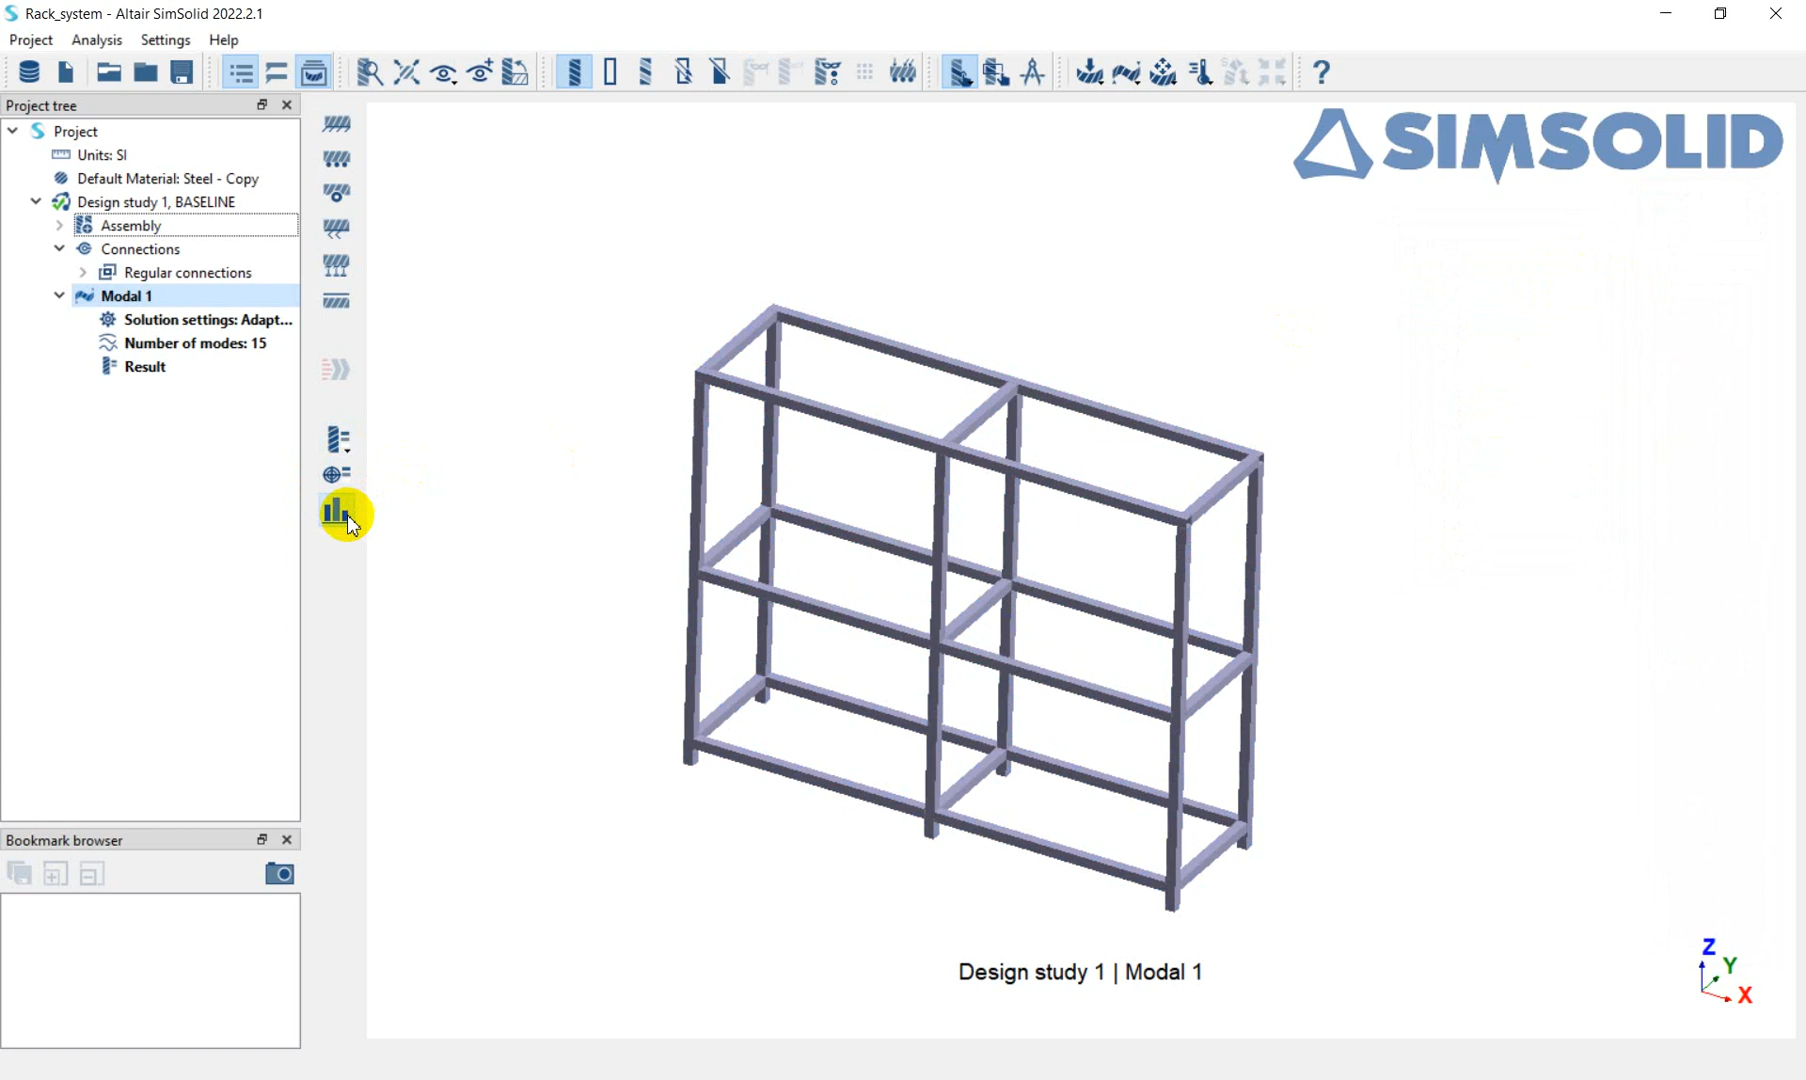 Rack_system - Altair SimSolid 2022.2.1
Project Analysis Settings Help
Project tree
Project
Units: SI
Default Material: Steel - Copy
Design study 1, BASELINE
Assembly
Connections
Regular connections
Modal 1
Solution settings: Adapt...
Number of modes: 15
Result
Bookmark browser
SIMSOLID
Design study 1 | Modal 1
Z
Y
X